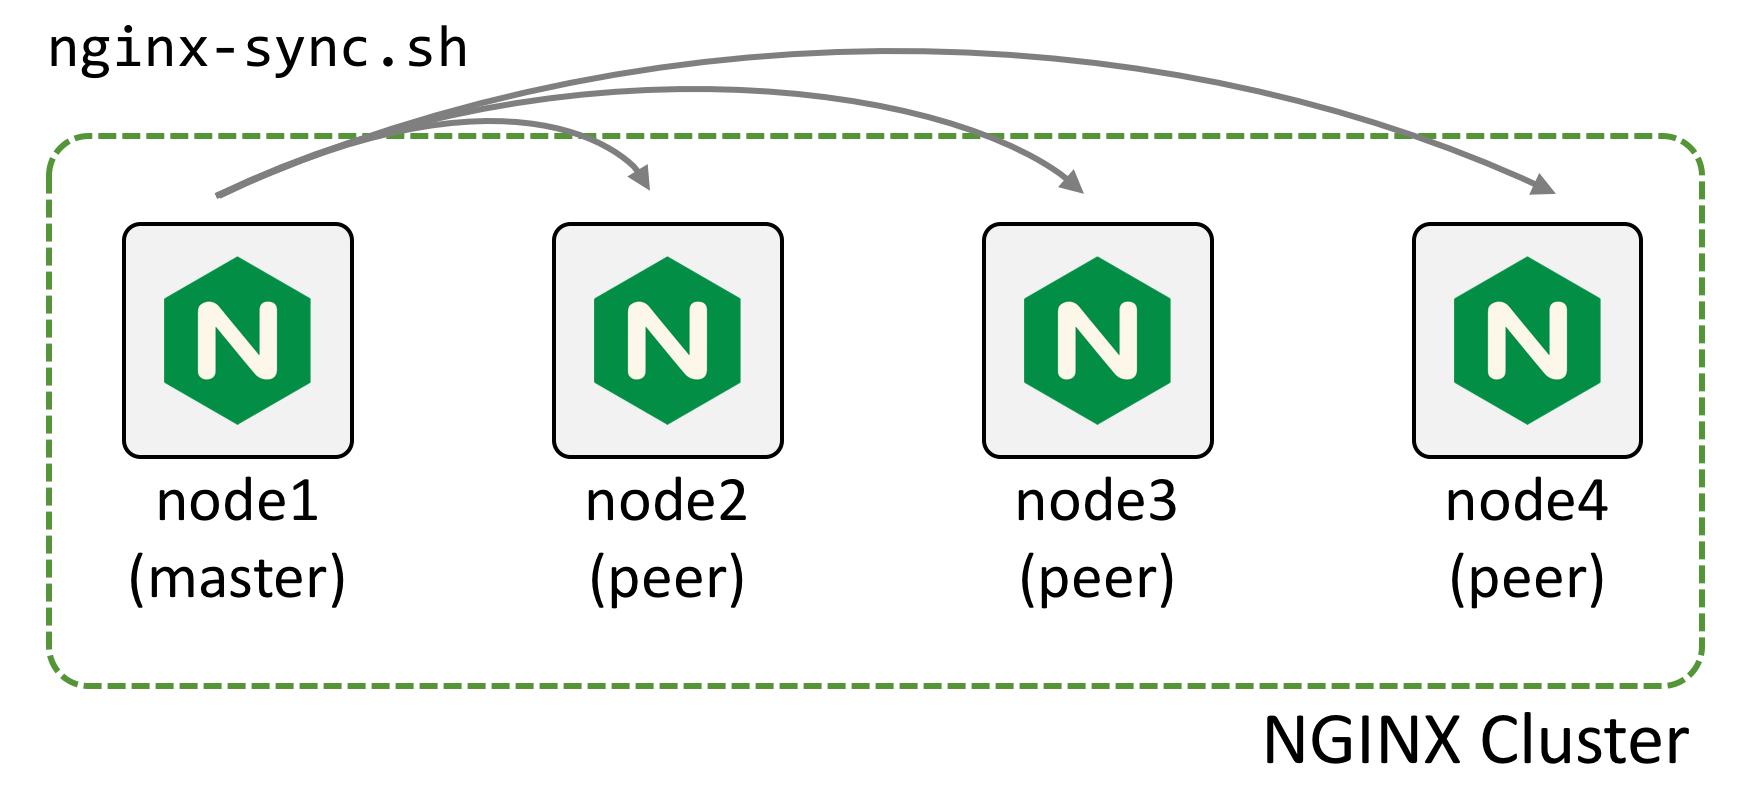 nginx-sync.sh
N N N N
node1 node2 node3 node4
(master) (peer) (peer) (peer)
NGINX Cluster